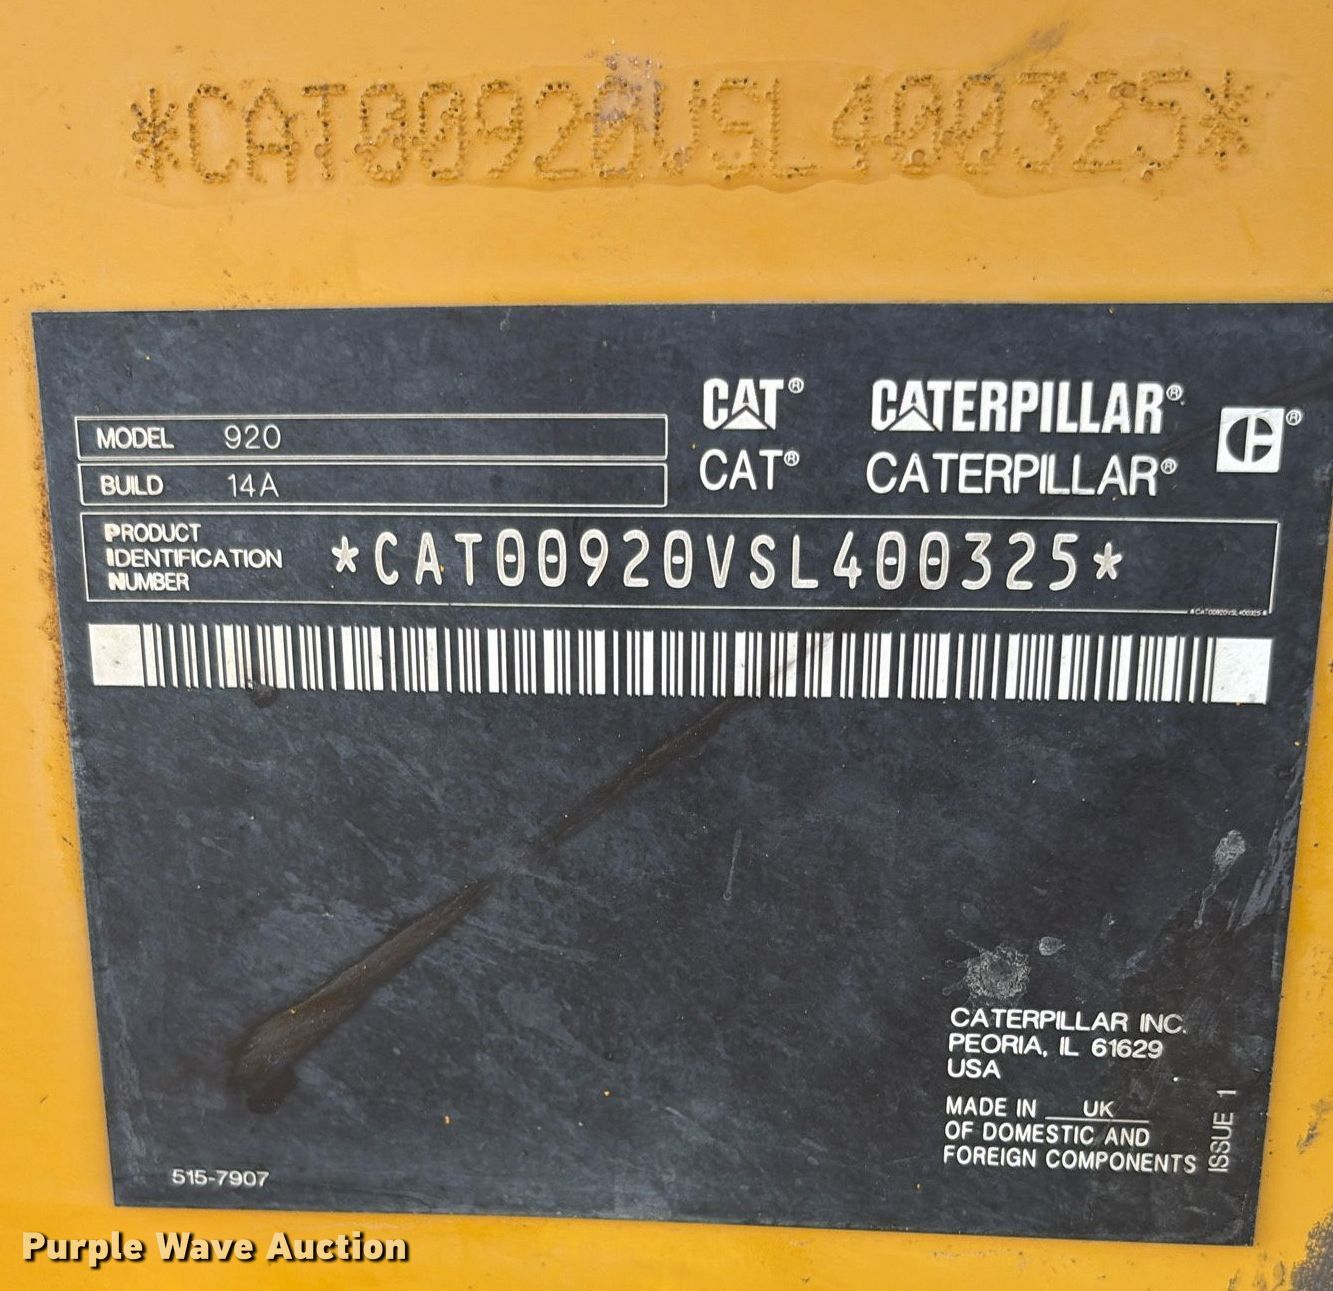 *CAT00920VSL400325*
CAT® CATERPILLAR®
CAT® CATERPILLAR®
MODEL 920
BUILD 14A
PRODUCT IDENTIFICATION NUMBER *CAT00920VSL400325*
*CAT00920VSL400325*
CATERPILLAR INC.
PEORIA, IL 61629
USA
MADE IN UK
OF DOMESTIC AND
FOREIGN COMPONENTS
ISSUE 1
515-7907
Purple Wave Auction